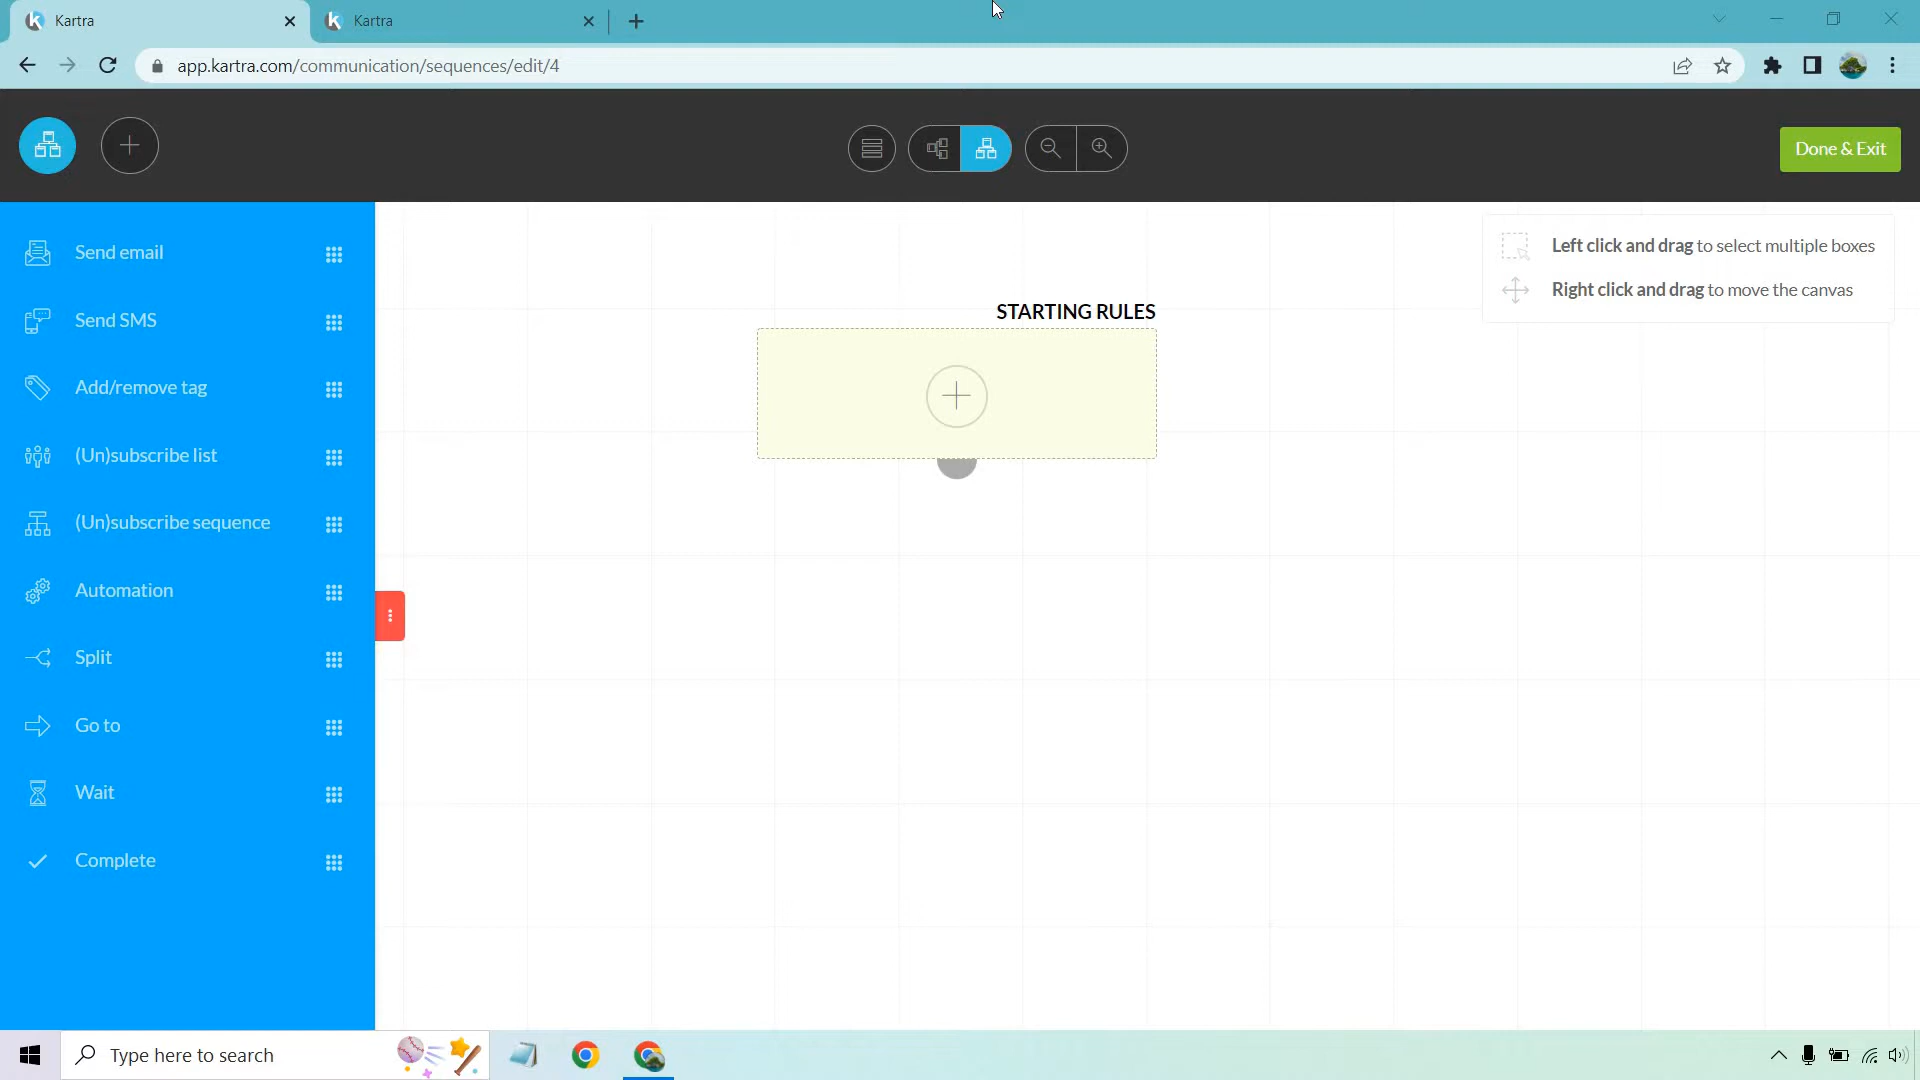 Kartra
Kartra
app.kartra.com/communication/sequences/edit/4
Done & Exit
Send email
Send SMS
Add/remove tag
(Un)subscribe list
(Un)subscribe sequence
Automation
Split
Go to
Wait
Complete
STARTING RULES
Left click and drag to select multiple boxes
Right click and drag to move the canvas
Type here to search